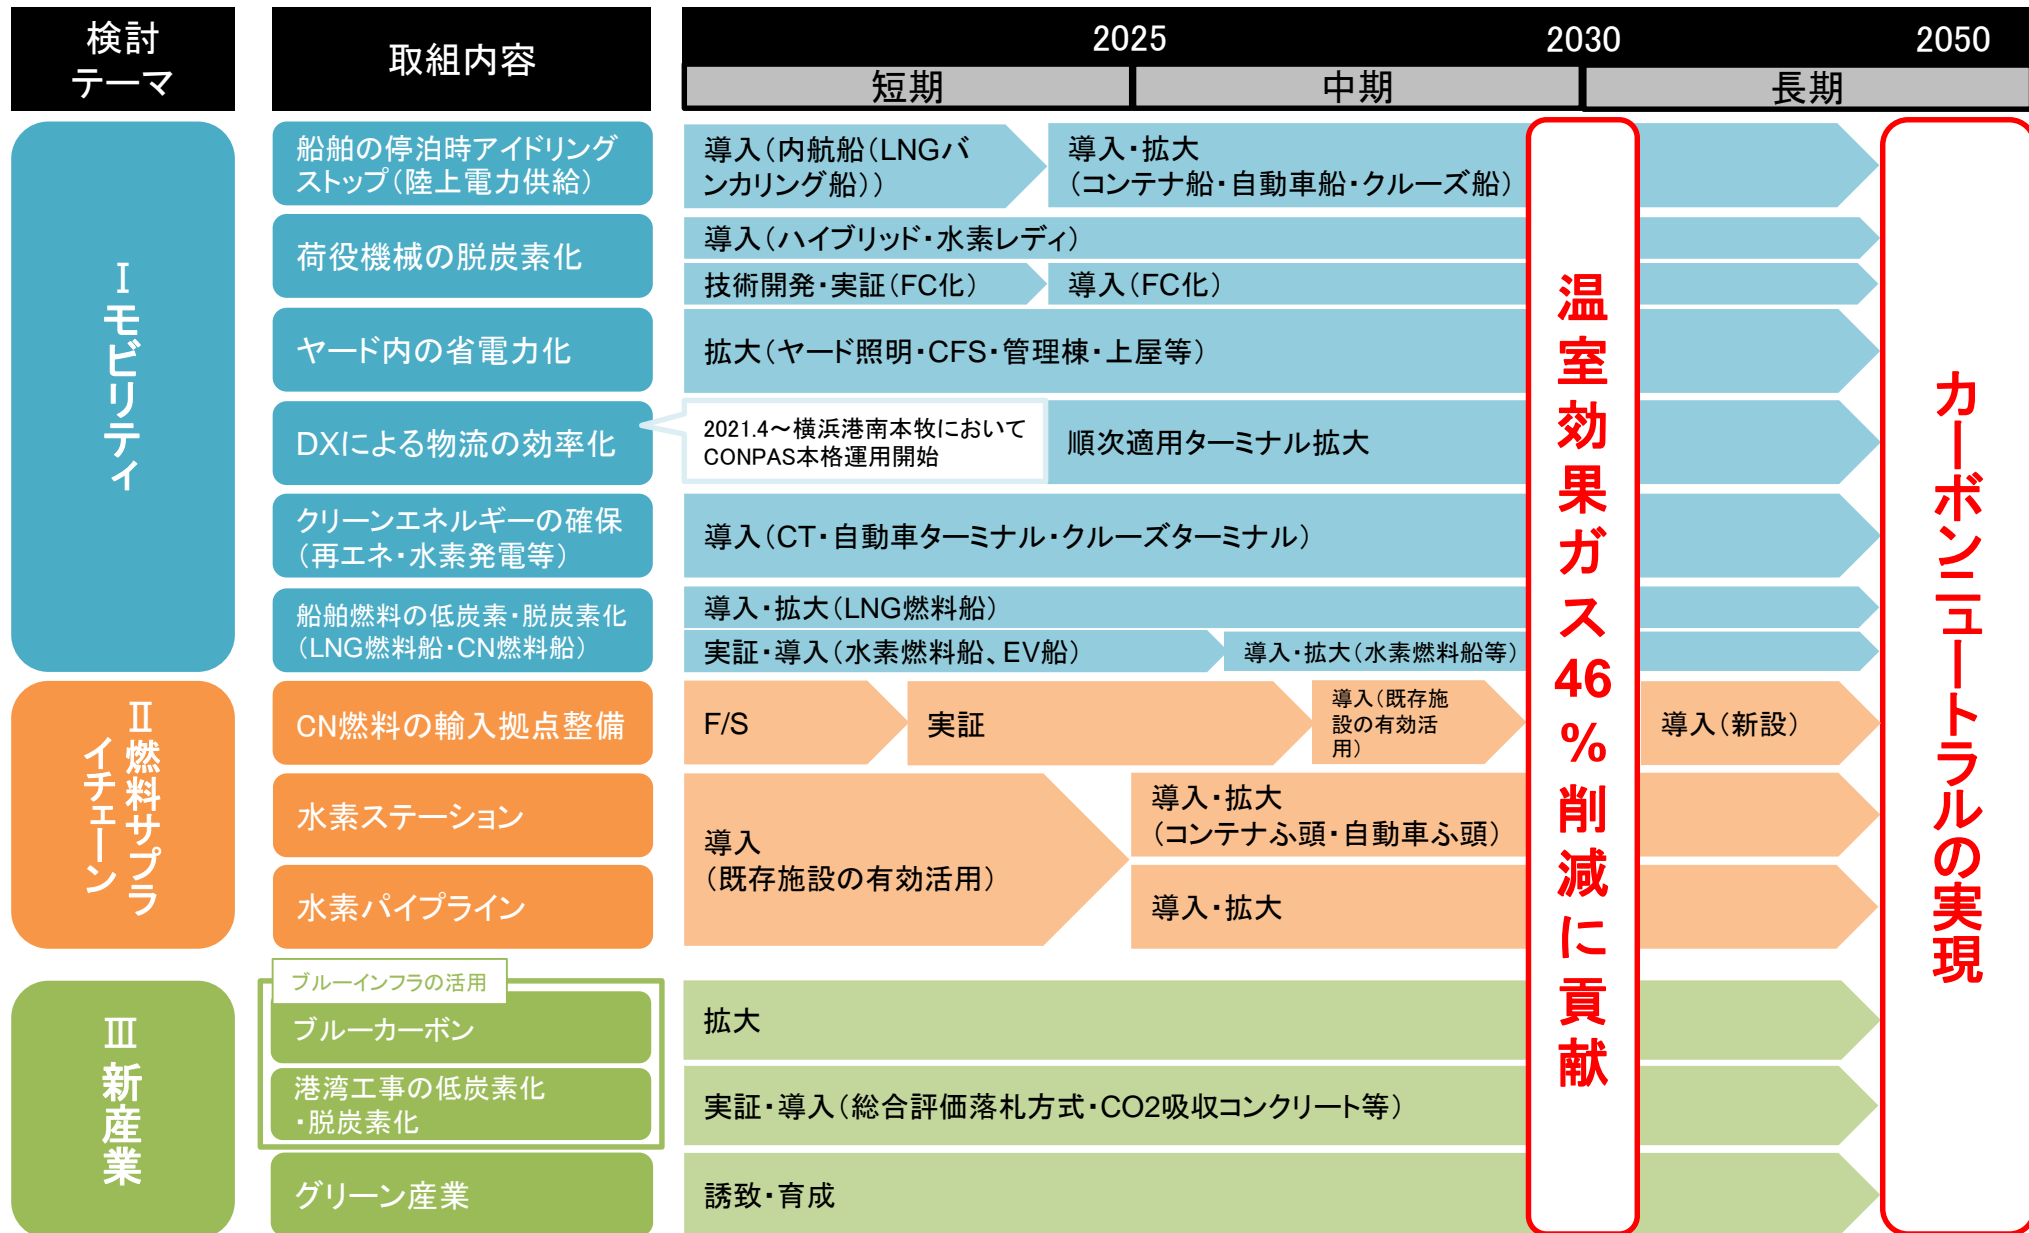 検討
テーマ
取組内容
2025
2030
2050
短期
中期
長期
Ⅰ モビリティ
船舶の停泊時アイドリング
ストップ（陸上電力供給）
導入（内航船（LNGバ
ンカリング船））
導入・拡大
（コンテナ船・自動車船・クルーズ船）
荷役機械の脱炭素化
導入（ハイブリッド・水素レディ）
技術開発・実証（FC化）
導入（FC化）
ヤード内の省電力化
拡大（ヤード照明・CFS・管理棟・上屋等）
DXによる物流の効率化
2021.4～横浜港南本牧において
CONPAS本格運用開始
順次適用ターミナル拡大
クリーンエネルギーの確保
（再エネ・水素発電等）
導入（CT・自動車ターミナル・クルーズターミナル）
船舶燃料の低炭素・脱炭素化
（LNG燃料船・CN燃料船）
導入・拡大（LNG燃料船）
実証・導入（水素燃料船、EV船）
導入・拡大（水素燃料船等）
Ⅱ 燃料サプラ
イチェーン
CN燃料の輸入拠点整備
F/S
実証
導入（既存施
設の有効活
用）
導入（新設）
水素ステーション
導入
（既存施設の有効活用）
導入・拡大
（コンテナふ頭・自動車ふ頭）
水素パイプライン
導入・拡大
Ⅲ 新産業
ブルーインフラの活用
ブルーカーボン
拡大
港湾工事の低炭素化
・脱炭素化
実証・導入（総合評価落札方式・CO2吸収コンクリート等）
グリーン産業
誘致・育成
温室効果ガス46%削減に貢献
カーボンニュートラルの実現